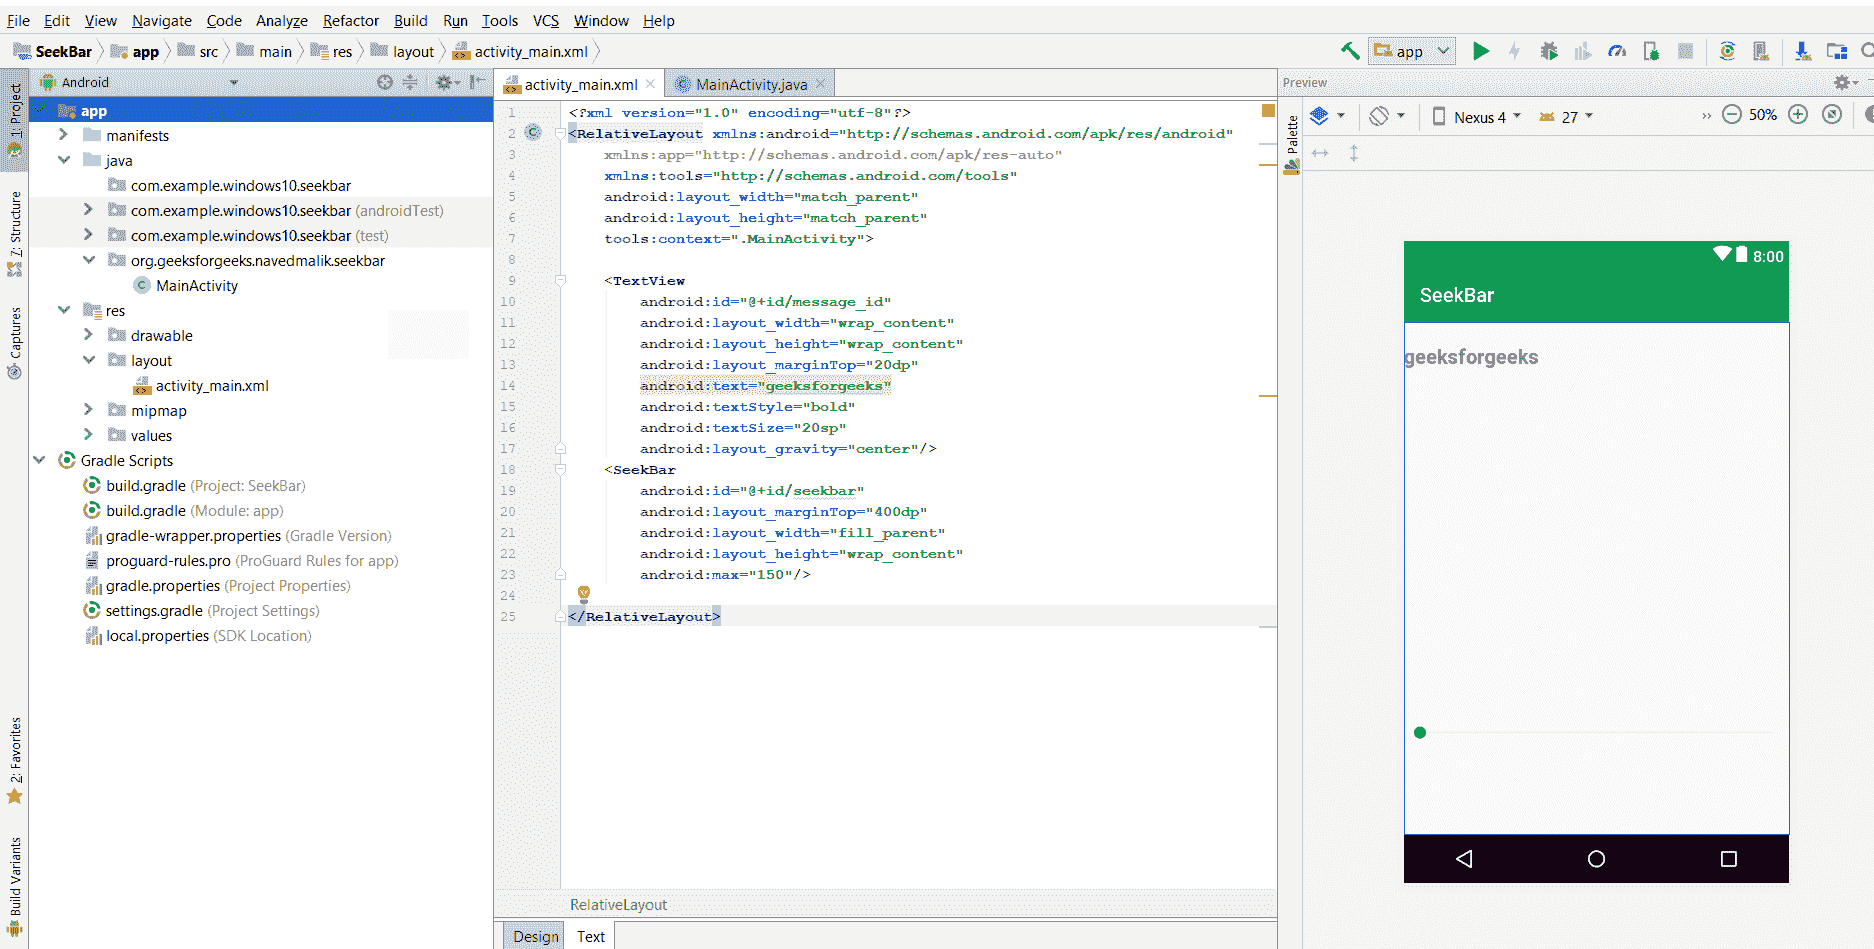 File Edit View Navigate Code Analyze Refactor Build Run Tools VCS Window Help
SeekBar app src main res layout activity_main.xml app
1: Project
7: Structure
Captures
2: Favorites
Build Variants
Android
app
manifests
java
com.example.windows10.seekbar
com.example.windows10.seekbar (androidTest)
com.example.windows10.seekbar (test)
org.geeksforgeeks.navedmalik.seekbar
MainActivity
res
drawable
layout
activity_main.xml
mipmap
values
Gradle Scripts
build.gradle (Project: SeekBar)
build.gradle (Module: app)
gradle-wrapper.properties (Gradle Version)
proguard-rules.pro (ProGuard Rules for app)
gradle.properties (Project Properties)
settings.gradle (Project Settings)
local.properties (SDK Location)
activity_main.xml MainActivity.java
1 <?xml version="1.0" encoding="utf-8"?>
2 <RelativeLayout xmlns:android="http://schemas.android.com/apk/res/android"
3 xmlns:app="http://schemas.android.com/apk/res-auto"
4 xmlns:tools="http://schemas.android.com/tools"
5 android:layout_width="match_parent"
6 android:layout_height="match_parent"
7 tools:context=".MainActivity">
8
9 <TextView
10 android:id="@+id/message_id"
11 android:layout_width="wrap_content"
12 android:layout_height="wrap_content"
13 android:layout_marginTop="20dp"
14 android:text="geeksforgeeks"
15 android:textStyle="bold"
16 android:textSize="20sp"
17 android:layout_gravity="center"/>
18 <SeekBar
19 android:id="@+id/seekbar"
20 android:layout_marginTop="400dp"
21 android:layout_width="fill_parent"
22 android:layout_height="wrap_content"
23 android:max="150"/>
24
25 </RelativeLayout>
RelativeLayout
Design Text
Preview
Palette
Nexus 4 27 50%
8:00
SeekBar
geeksforgeeks